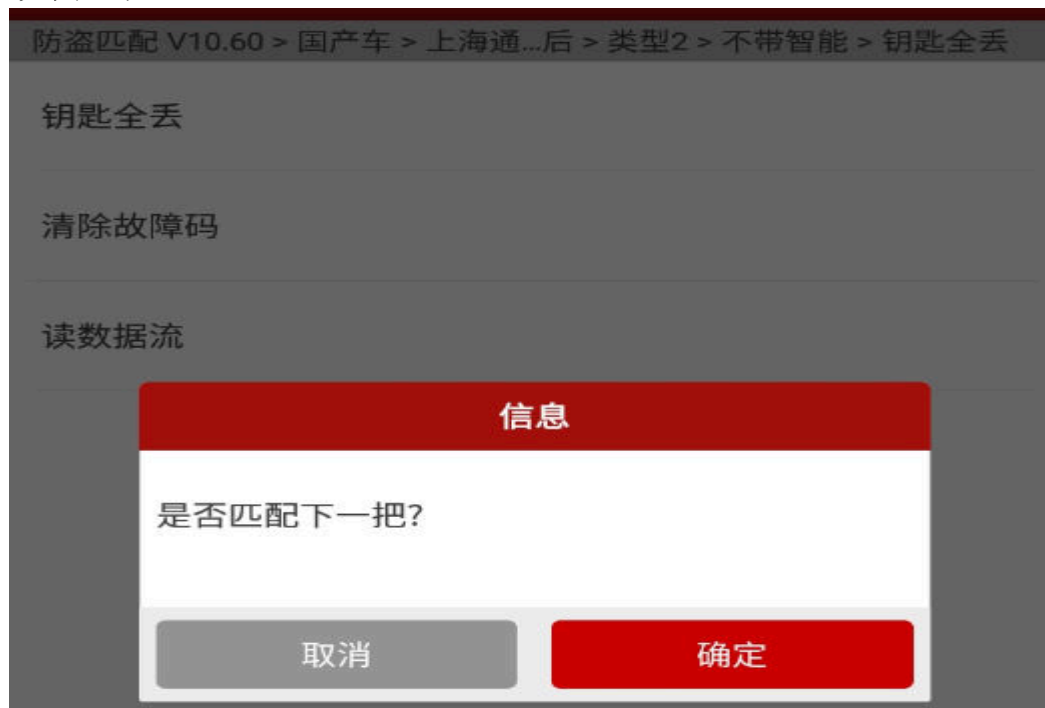 防盗匹配 V10.60 > 国产车 > 上海通...后 > 类型2 > 不带智能 > 钥匙全丢
钥匙全丢
清除故障码
读数据流
信息
是否匹配下一把?
取消
确定